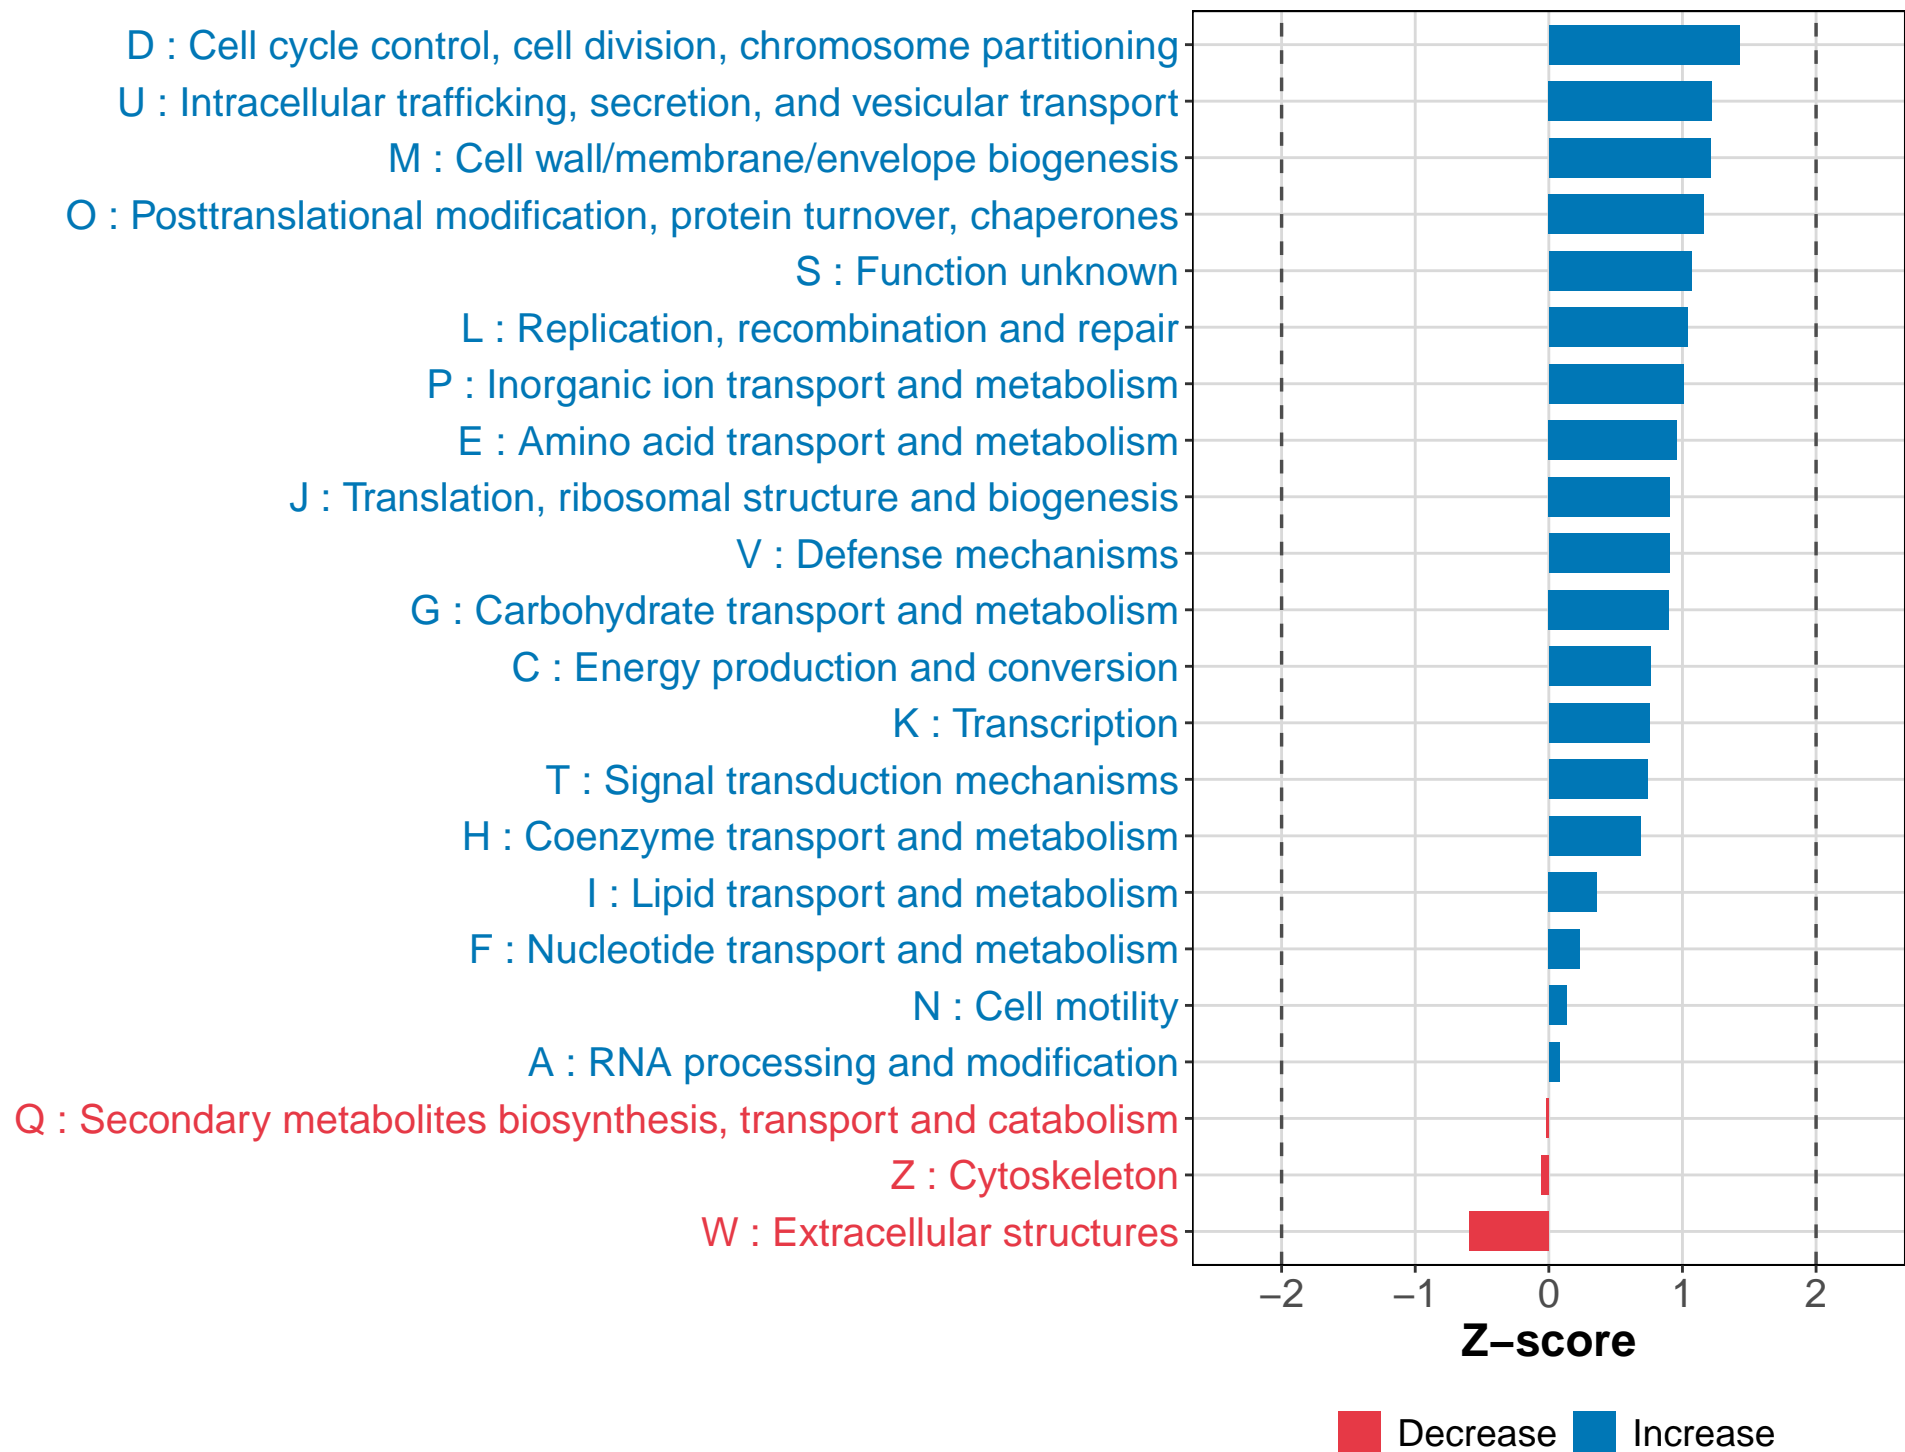 D : Cell cycle control, cell division, chromosome partitioning
U : Intracellular trafficking, secretion, and vesicular transport
M : Cell wall/membrane/envelope biogenesis
O : Posttranslational modification, protein turnover, chaperones
S : Function unknown
L : Replication, recombination and repair
P : Inorganic ion transport and metabolism
E : Amino acid transport and metabolism
J : Translation, ribosomal structure and biogenesis
V : Defense mechanisms
G : Carbohydrate transport and metabolism
C : Energy production and conversion
K : Transcription
T : Signal transduction mechanisms
H : Coenzyme transport and metabolism
I : Lipid transport and metabolism
F : Nucleotide transport and metabolism
N : Cell motility
A : RNA processing and modification
Q : Secondary metabolites biosynthesis, transport and catabolism
Z : Cytoskeleton
W : Extracellular structures
−2 −1 0 1 2
Z−score
Decrease Increase